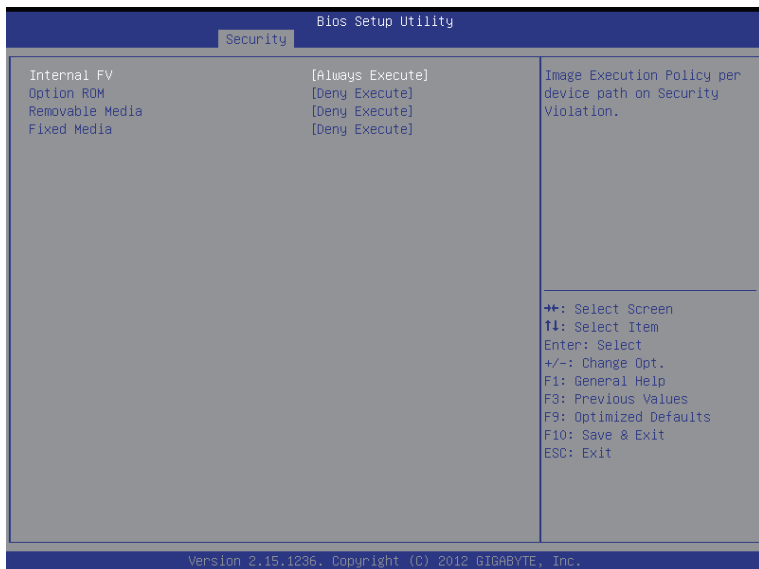 Bios Setup Utility
Security
Internal FV [Always Execute]
Option ROM [Deny Execute]
Removable Media [Deny Execute]
Fixed Media [Deny Execute]
Image Execution Policy per
device path on Security
Violation.
→←: Select Screen
↑↓: Select Item
Enter: Select
+/-: Change Opt.
F1: General Help
F3: Previous Values
F9: Optimized Defaults
F10: Save & Exit
ESC: Exit
Version 2.15.1236. Copyright (C) 2012 GIGABYTE, Inc.